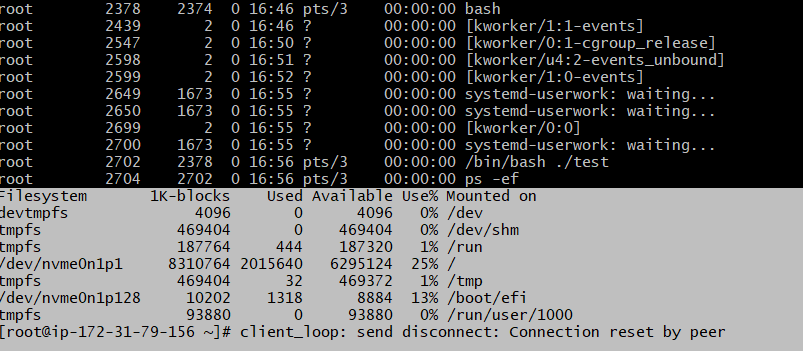 root 2378 2374 0 16:46 pts/3 00:00:00 bash
root 2439 2 0 16:46 ? 00:00:00 [kworker/1:1-events]
root 2547 2 0 16:50 ? 00:00:00 [kworker/0:1-cgroup_release]
root 2598 2 0 16:51 ? 00:00:00 [kworker/u4:2-events_unbound]
root 2599 2 0 16:52 ? 00:00:00 [kworker/1:0-events]
root 2649 1673 0 16:55 ? 00:00:00 systemd-userwork: waiting...
root 2650 1673 0 16:55 ? 00:00:00 systemd-userwork: waiting...
root 2699 2 0 16:55 ? 00:00:00 [kworker/0:0]
root 2700 1673 0 16:55 ? 00:00:00 systemd-userwork: waiting...
root 2702 2378 0 16:56 pts/3 00:00:00 /bin/bash ./test
root 2704 2702 0 16:56 pts/3 00:00:00 ps -ef
Filesystem 1K-blocks Used Available Use% Mounted on
devtmpfs 4096 0 4096 0% /dev
tmpfs 469404 0 469404 0% /dev/shm
tmpfs 187764 444 187320 1% /run
/dev/nvme0n1p1 8310764 2015640 6295124 25% /
tmpfs 469404 32 469372 1% /tmp
/dev/nvme0n1p128 10202 1318 8884 13% /boot/efi
tmpfs 93880 0 93880 0% /run/user/1000
[root@ip-172-31-79-156 ~]# client_loop: send disconnect: Connection reset by peer